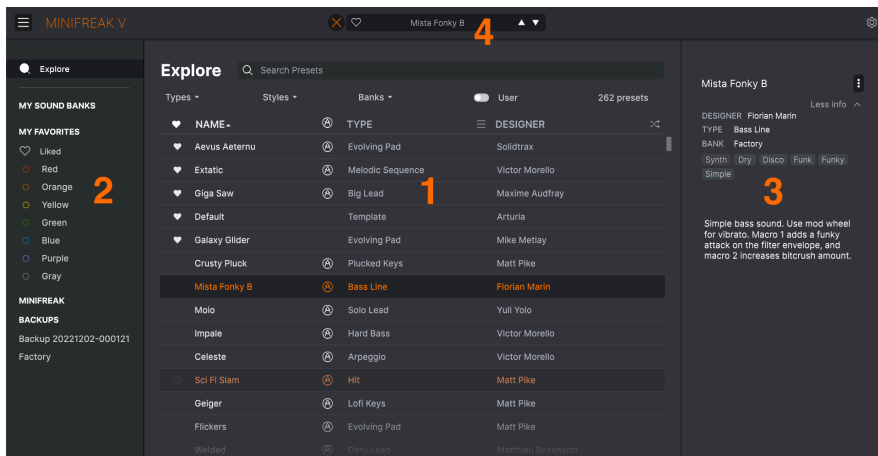 MINIFREAK V
Mista Fonky B
4
Explore
MY SOUND BANKS
MY FAVORITES
Liked
Red
Orange
Yellow
Green
Blue
Purple
Gray
2
MINIFREAK
BACKUPS
Backup 20221202-000121
Factory
Explore Search Presets
Types Styles Banks User 262 presets
NAME TYPE DESIGNER
Aevus Aeternu Evolving Pad Solidtrax
Extatic Melodic Sequence Victor Morello
Giga Saw Big Lead Maxime Audfray
1
Default Template Arturia
Galaxy Glider Evolving Pad Mike Metlay
Crusty Pluck Plucked Keys Matt Pike
Mista Fonky B Bass Line Florian Marin
Moio Solo Lead Yuli Yolo
Impale Hard Bass Victor Morello
Celeste Arpeggio Victor Morello
Sci Fi Slam Hit Matt Pike
Geiger Lofi Keys Matt Pike
Flickers Evolving Pad Matt Pike
Welded Dirty Lead Matthieu Bosshardt
Mista Fonky B
Less info
DESIGNER Florian Marin
TYPE Bass Line
BANK Factory
Synth Dry Disco Funk Funky
Simple
3
Simple bass sound. Use mod wheel
for vibrato. Macro 1 adds a funky
attack on the filter envelope, and
macro 2 increases bitcrush amount.